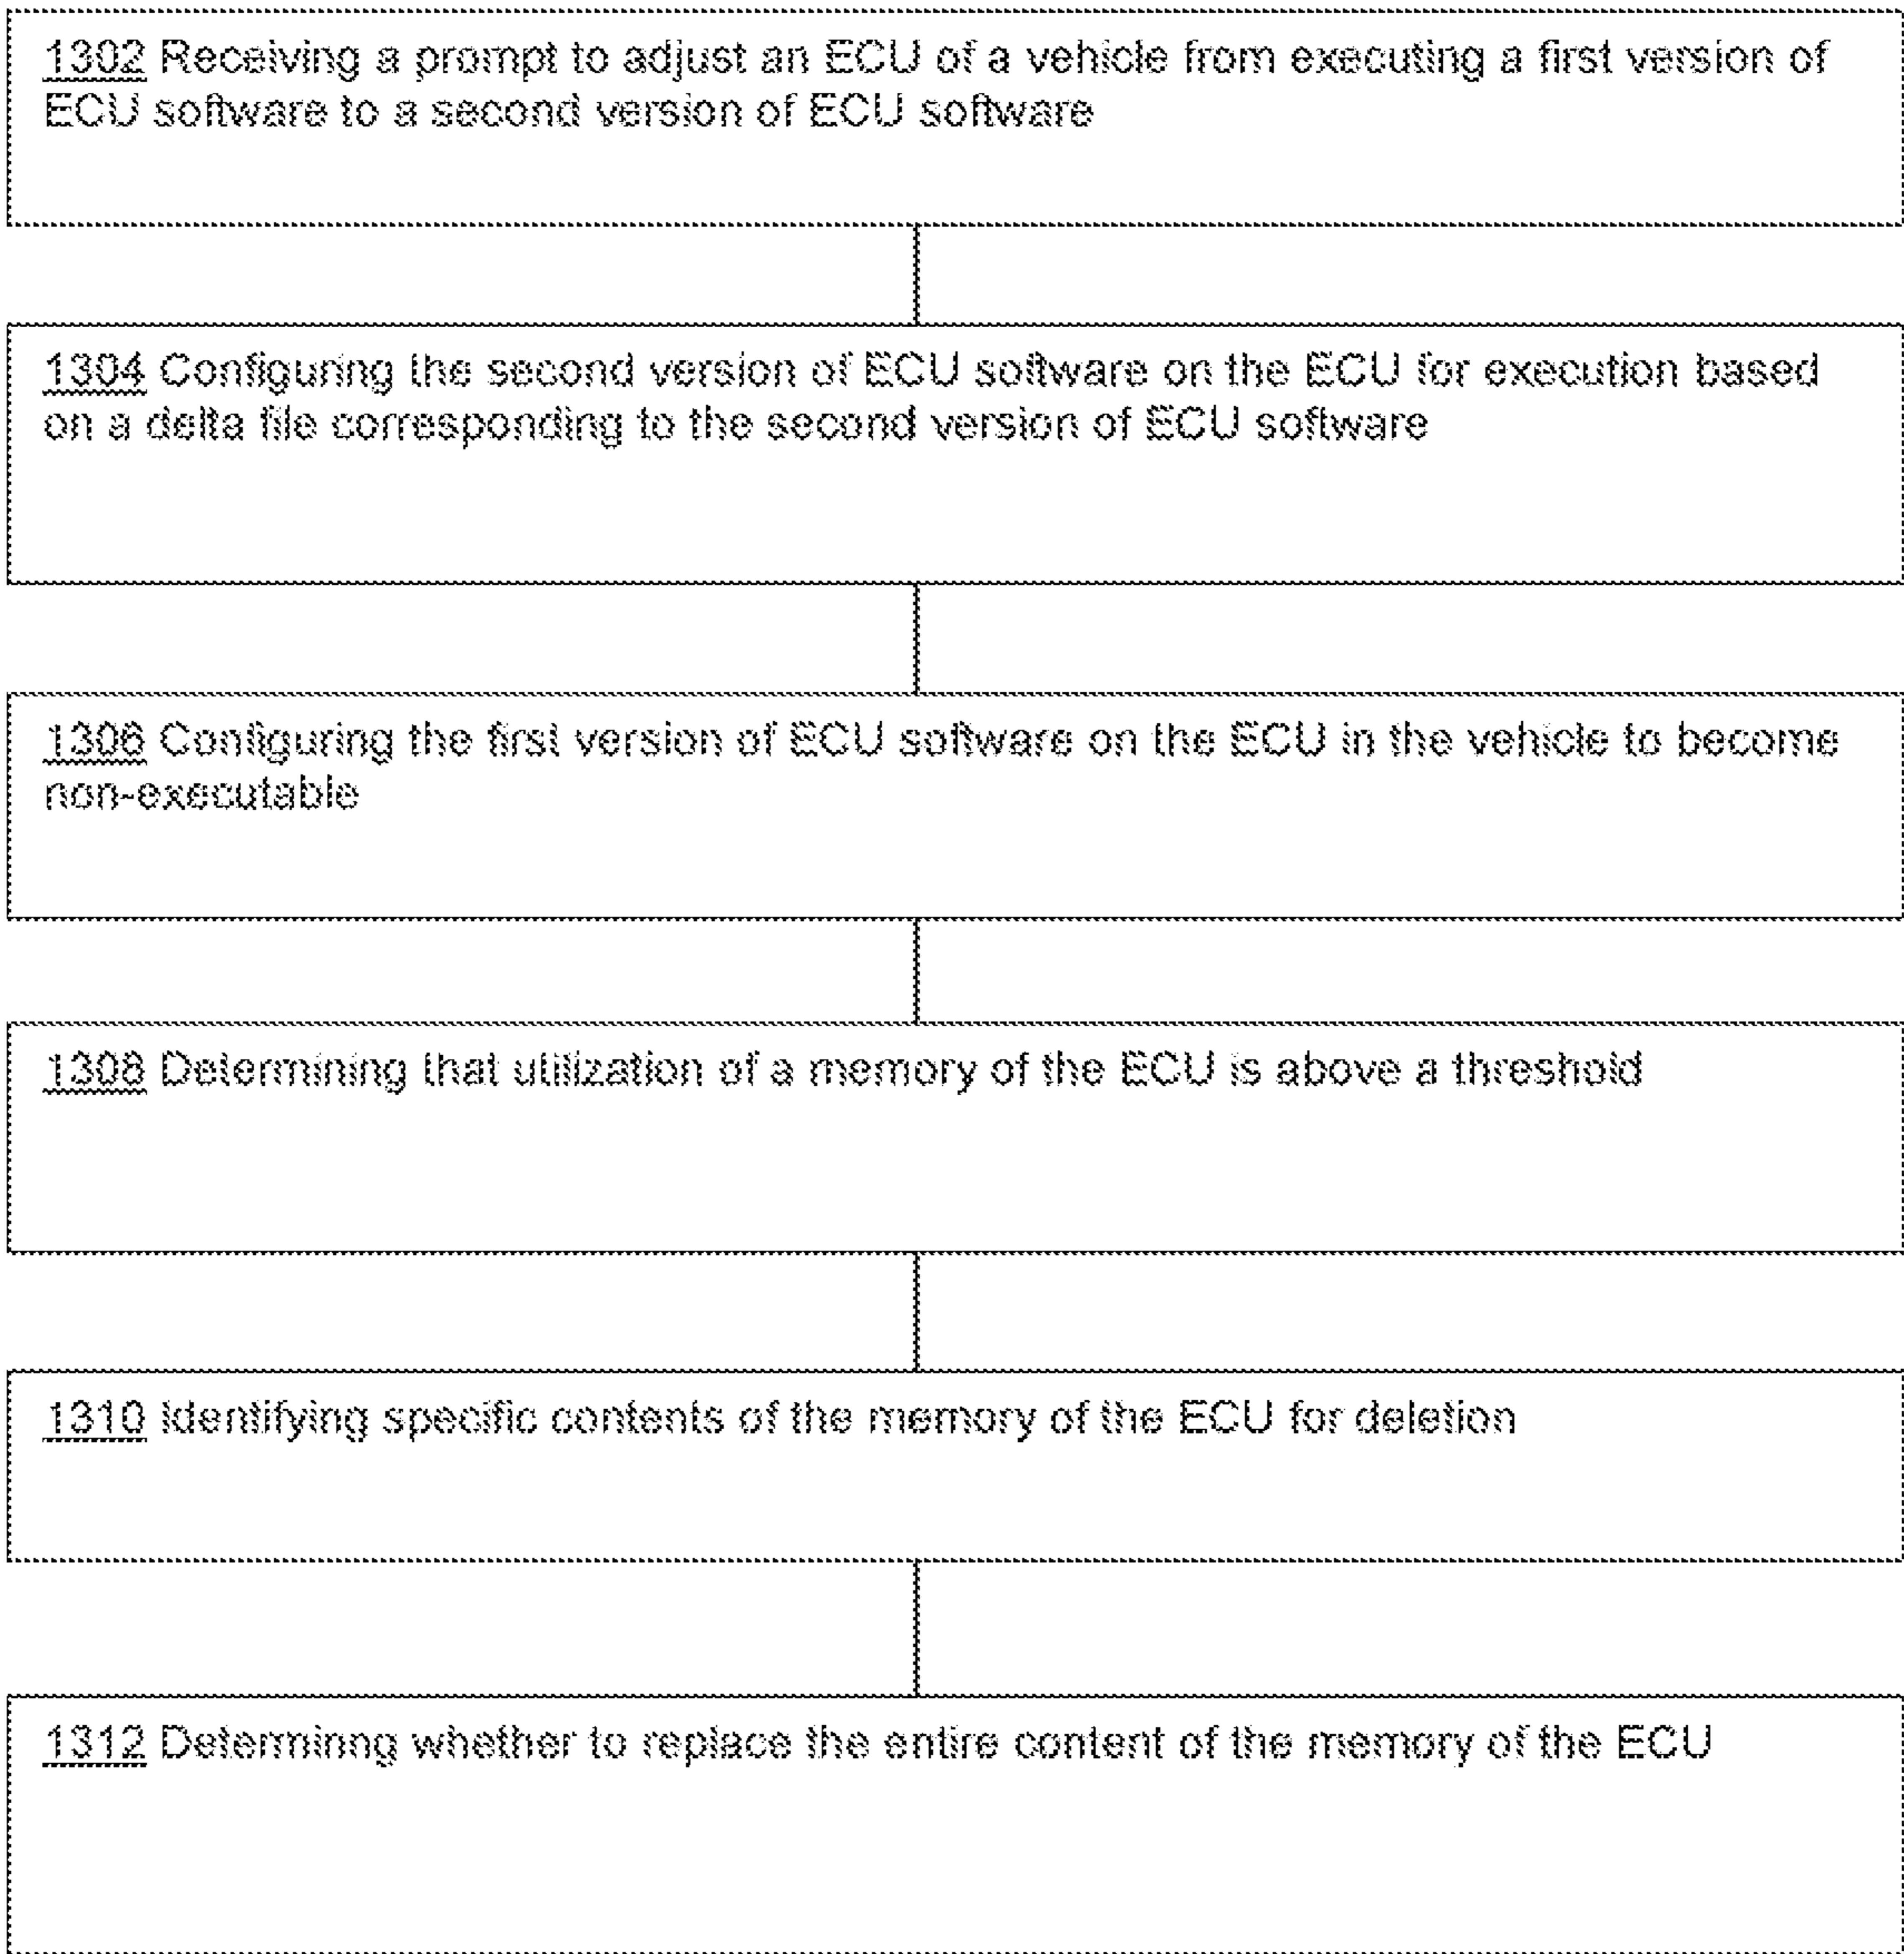 1302 Receiving a prompt to adjust an ECU of a vehicle from executing a first version of
ECU software to a second version of ECU software
1304 Configuring the second version of ECU software on the ECU for execution based
on a delta file corresponding to the second version of ECU software
1306 Configuring the first version of ECU software on the ECU in the vehicle to become
non-executable
1308 Determining that utilization of a memory of the ECU is above a threshold
1310 Identifying specific contents of the memory of the ECU for deletion
1312 Determinng whether to replace the entire content of the memory of the ECU